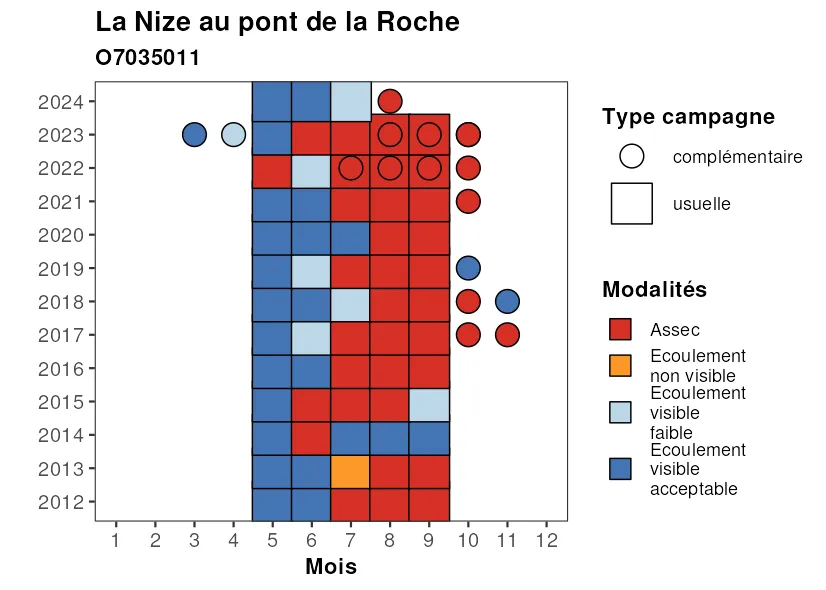 La Nize au pont de la Roche
O7035011
2024
2023
2022
2021
2020
2019
2018
2017
2016
2015
2014
2013
2012
1 2 3 4 5 6 7 8 9 10 11 12
Mois
Type campagne
complémentaire
usuelle
Modalités
Assec
Ecoulement
non visible
Ecoulement
visible
faible
Ecoulement
visible
acceptable